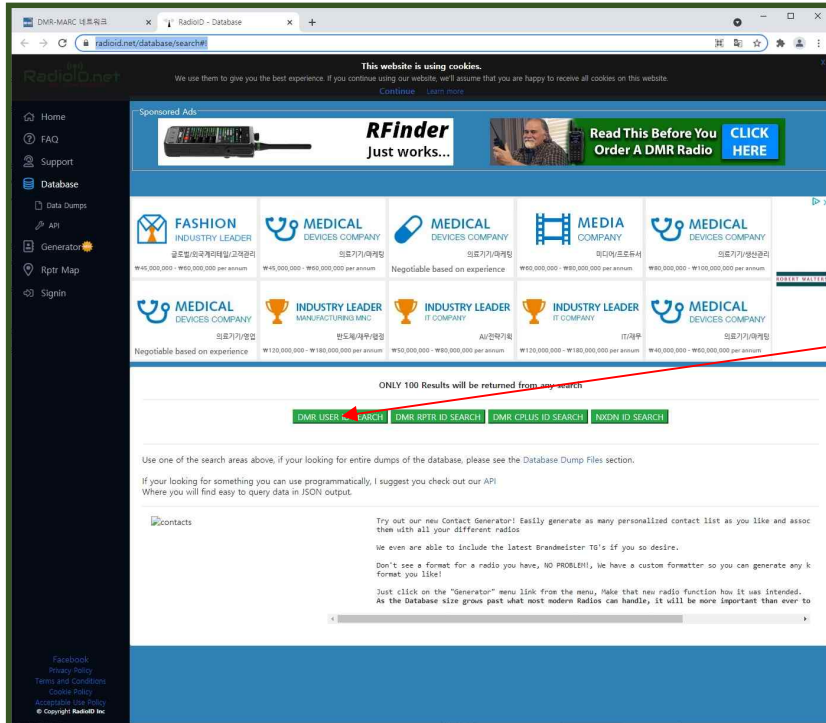 DMR-MARC 네트워크
RadioID - Database
radioid.net/database/search#!
RadioID.net
This website is using cookies.
We use them to give you the best experience. If you continue using our website, we'll assume that you are happy to receive all cookies on this website.
Continue Learn more
Home
FAQ
Support
Database
Data Dumps
API
Generator
Rptr Map
Signin
Sponsored Ads
RFinder
Just works...
Read This Before You
Order A DMR Radio
CLICK
HERE
FASHION
INDUSTRY LEADER
글로벌/외국계리테일/고객관리
₩45,000,000 - ₩60,000,000 per annum
MEDICAL
DEVICES COMPANY
의료기기/마케팅
₩45,000,000 - ₩60,000,000 per annum
MEDICAL
DEVICES COMPANY
의료기기/마케팅
Negotiable based on experience
MEDIA
COMPANY
미디어/프로듀서
₩60,000,000 - ₩80,000,000 per annum
MEDICAL
DEVICES COMPANY
의료기기/생산관리
₩80,000,000 - ₩100,000,000 per annum
ROBERT WALTERS
MEDICAL
DEVICES COMPANY
의료기기/영업
Negotiable based on experience
INDUSTRY LEADER
MANUFACTURING MNC
반도체/재무/행정
₩120,000,000 - ₩180,000,000 per annum
INDUSTRY LEADER
IT COMPANY
AI/전략기획
₩50,000,000 - ₩80,000,000 per annum
INDUSTRY LEADER
IT COMPANY
IT/재무
₩120,000,000 - ₩180,000,000 per annum
MEDICAL
DEVICES COMPANY
의료기기/마케팅
₩40,000,000 - ₩60,000,000 per annum
ONLY 100 Results will be returned from any search
DMR USER ID SEARCH
DMR RPTR ID SEARCH
DMR CPLUS ID SEARCH
NXDN ID SEARCH
Use one of the search areas above, if your looking for entire dumps of the database, please see the Database Dump Files section.
If your looking for something you can use programmatically, I suggest you check out our API
Where you will find easy to query data in JSON output.
contacts
Try out our new Contact Generator! Easily generate as many personalized contact list as you like and assoc
them with all your different radios
We even are able to include the latest Brandmeister TG's if you so desire.
Don't see a format for a radio you have, NO PROBLEM!, We have a custom formatter so you can generate any k
format you like!
Just click on the "Generator" menu link from the menu, Make that new radio function how it was intended.
As the Database size grows past what most modern Radios can handle, it will be more important than ever to
Facebook
Privacy Policy
Terms and Conditions
Cookie Policy
Acceptable Use Policy
© Copyright RadioID Inc